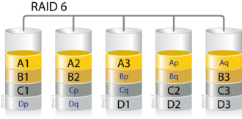 RAID 6
A1 A2 A3 Ap Aq
B1 B2 Bp Bq B3
C1 Cp Cq C2 C3
Dp Dq D1 D2 D3